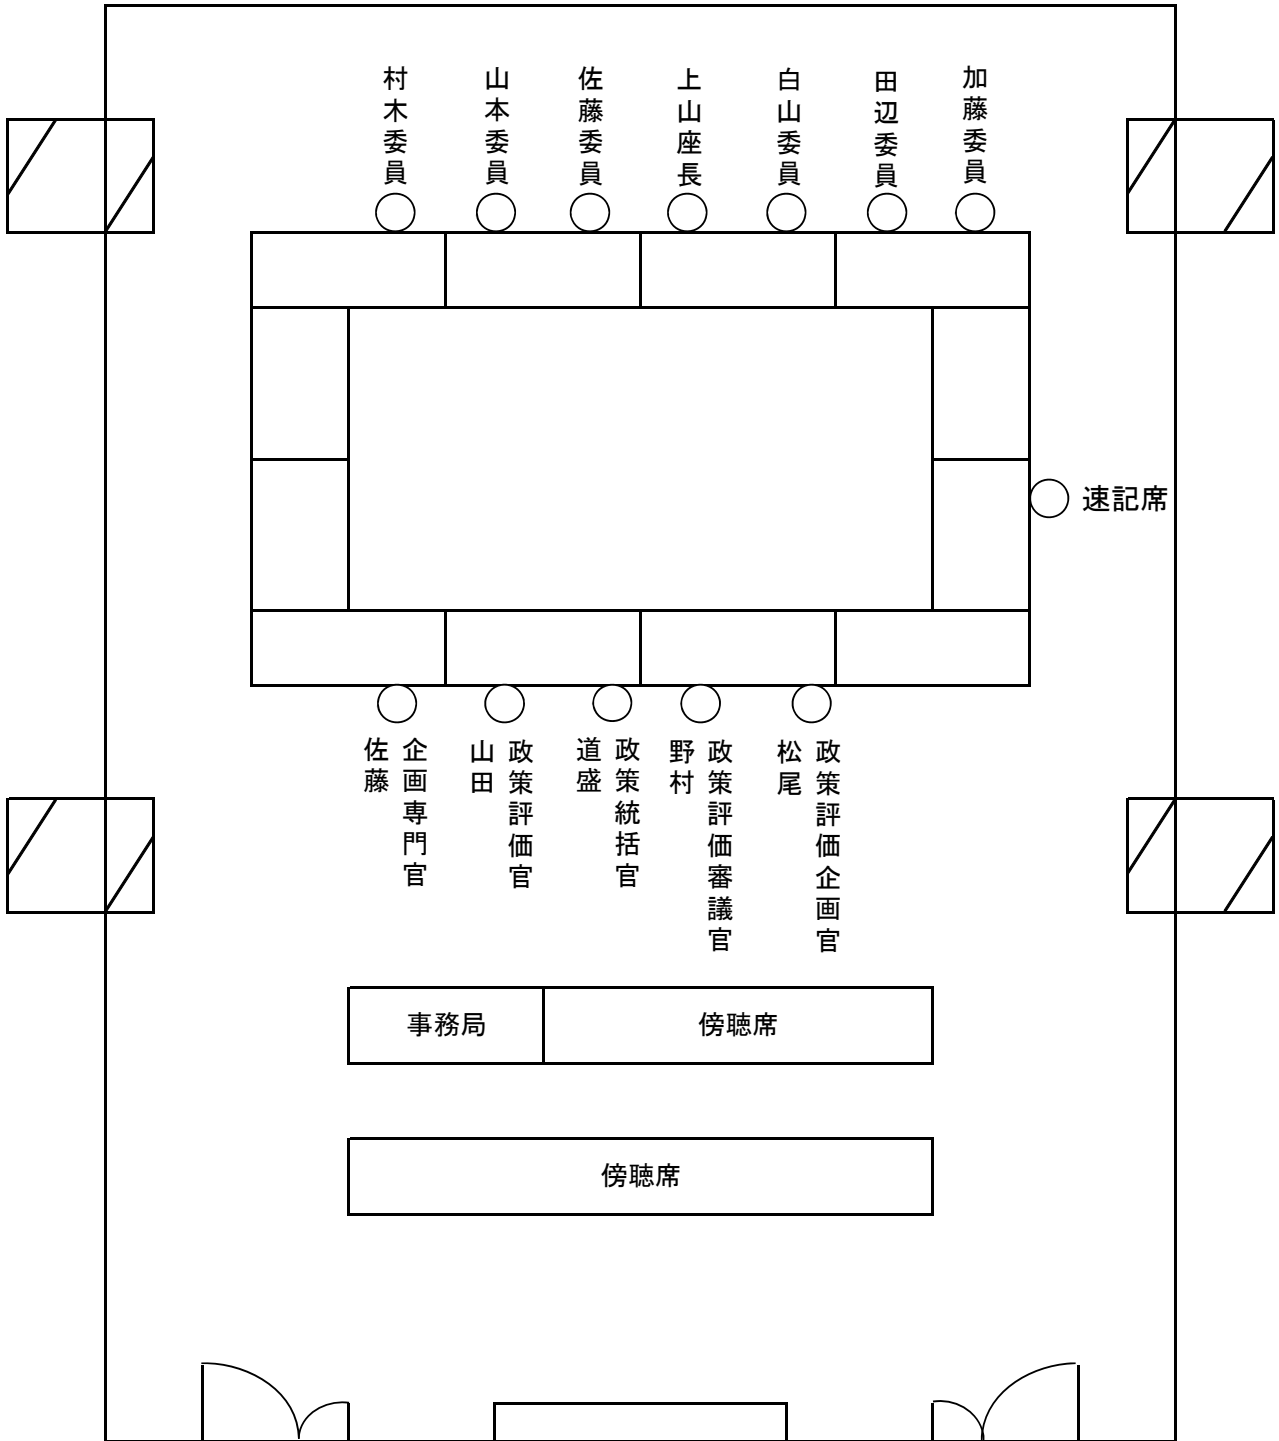 村木委員
山本委員
佐藤委員
上山座長
白山委員
田辺委員
加藤委員
速記席
企画専門官
佐藤
政策評価官
山田
政策統括官
道盛
政策評価審議官
野村
政策評価企画官
松尾
事務局
傍聴席
傍聴席